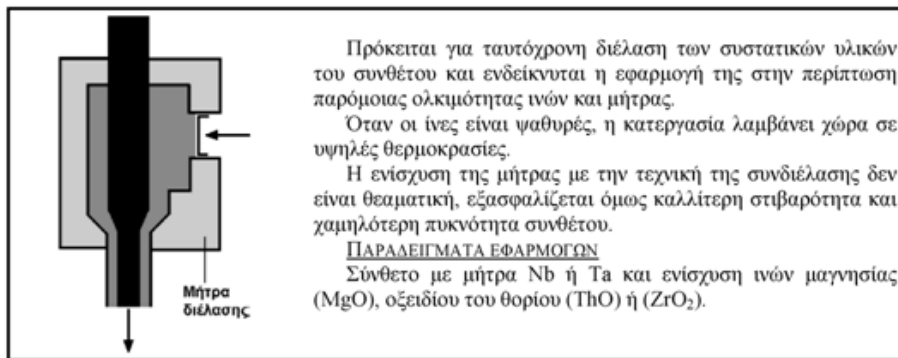 Πρόκειται για ταυτόχρονη διέλαση των συστατικών υλικών
του συνθέτου και ενδείκνυται η εφαρμογή της στην περίπτωση
παρόμοιας ολκιμότητας ινών και μήτρας.
Όταν οι ίνες είναι ψαθυρές, η κατεργασία λαμβάνει χώρα σε
υψηλές θερμοκρασίες.
Η ενίσχυση της μήτρας με την τεχνική της συνδιέλασης δεν
είναι θεαματική, εξασφαλίζεται όμως καλλίτερη στιβαρότητα και
χαμηλότερη πυκνότητα συνθέτου.
ΠΑΡΑΔΕΙΓΜΑΤΑ ΕΦΑΡΜΟΓΩΝ
Σύνθετο με μήτρα Nb ή Ta και ενίσχυση ινών μαγνησίας
(MgO), οξειδίου του θορίου (ThO) ή (ZrO₂).
Μήτρα
διέλασης